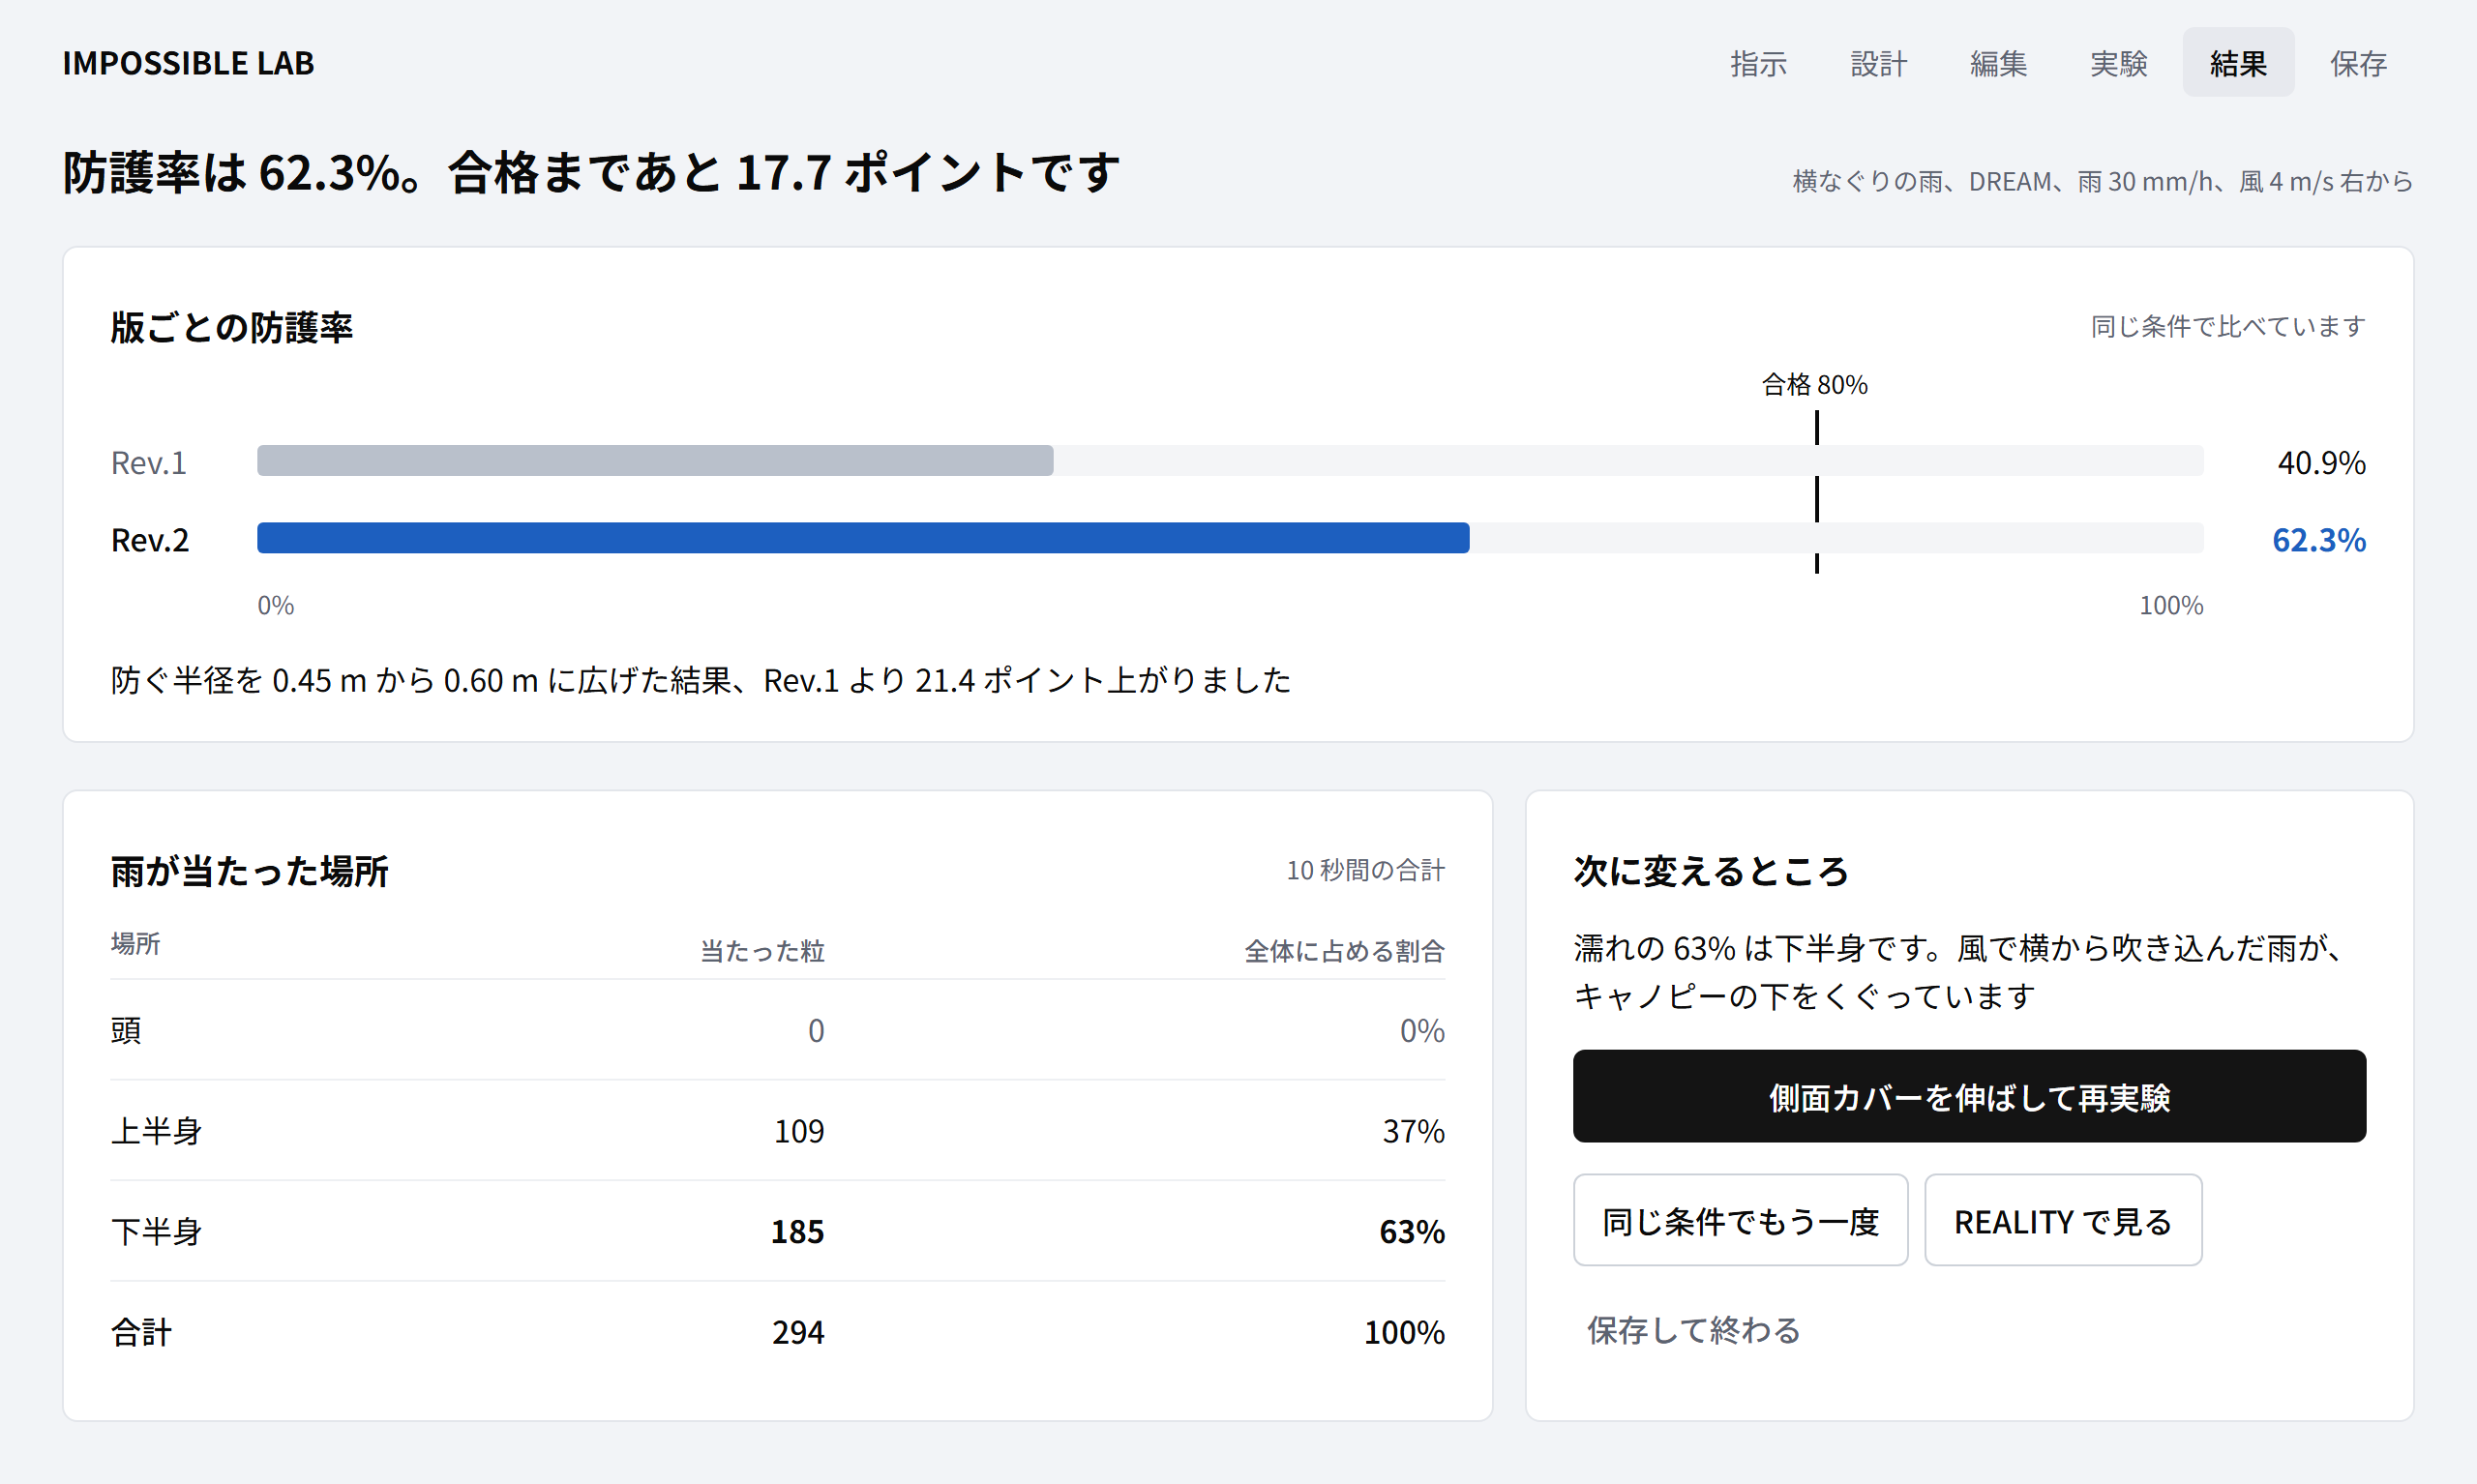 IMPOSSIBLE LAB
指示 設計 編集 実験 結果 保存
防護率は 62.3%。合格まであと 17.7 ポイントです
横なぐりの雨、DREAM、雨 30 mm/h、風 4 m/s 右から
版ごとの防護率
同じ条件で比べています
合格 80%
Rev.1 40.9%
Rev.2 62.3%
0% 100%
防ぐ半径を 0.45 m から 0.60 m に広げた結果、Rev.1 より 21.4 ポイント上がりました
雨が当たった場所
10 秒間の合計
場所 当たった粒 全体に占める割合
頭 0 0%
上半身 109 37%
下半身 185 63%
合計 294 100%
次に変えるところ
濡れの 63% は下半身です。風で横から吹き込んだ雨が、
キャノピーの下をくぐっています
側面カバーを伸ばして再実験
同じ条件でもう一度 REALITY で見る
保存して終わる